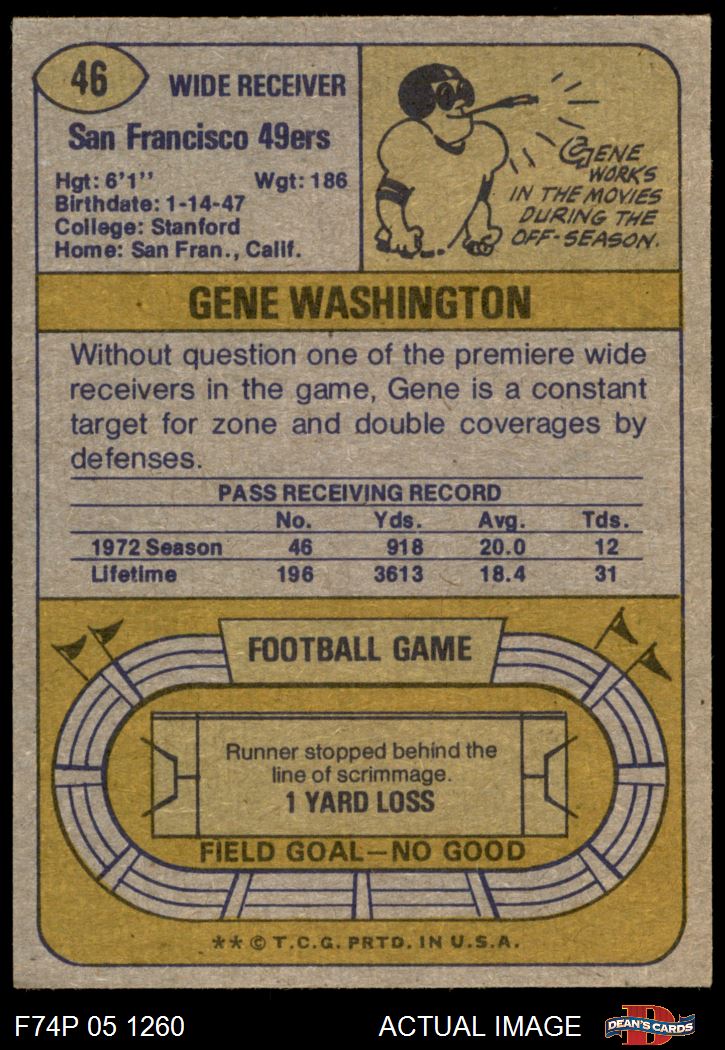 46
WIDE RECEIVER
San Francisco 49ers
Hgt: 6'1'' Wgt: 186
Birthdate: 1-14-47
College: Stanford
Home: San Fran., Calif.
GENE
WORKS
IN THE MOVIES
DURING THE
OFF-SEASON.
GENE WASHINGTON
Without question one of the premiere wide
receivers in the game, Gene is a constant
target for zone and double coverages by
defenses.
PASS RECEIVING RECORD
No. Yds. Avg. Tds.
1972 Season 46 918 20.0 12
Lifetime 196 3613 18.4 31
FOOTBALL GAME
Runner stopped behind the
line of scrimmage.
1 YARD LOSS
FIELD GOAL—NO GOOD
** © T.C.G. PRTD. IN U.S.A.
F74P 05 1260 ACTUAL IMAGE
D
DEAN'S CARDS